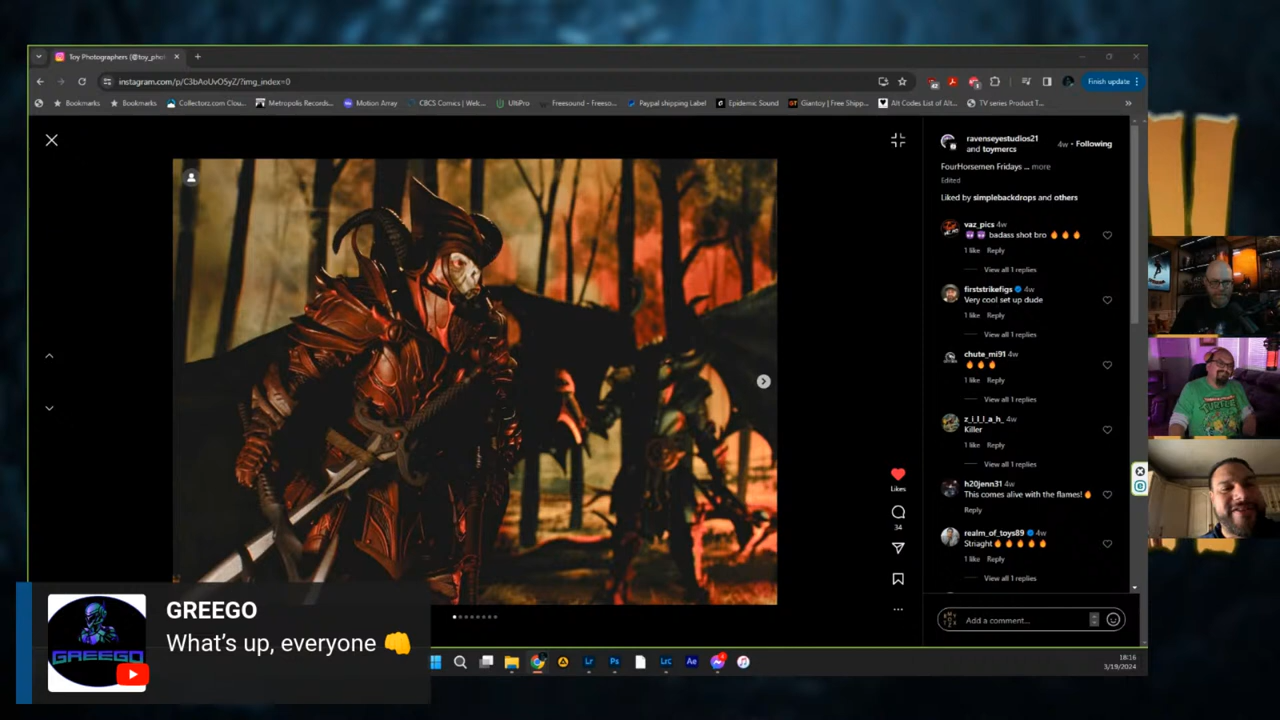 Toy Photographers (@toy_phot
instagram.com/p/C3bAoUvO5yZ/?img_index=0
Finish update
Bookmarks
Bookmarks
Collectorz.com Clou...
Metropolis Records...
Motion Array
CBCS Comics | Welc...
UltiPro
Freesound - Freeso...
Paypal shipping Label
Epidemic Sound
Giantoy | Free Shipp...
Alt Codes List of Alt...
TV series Product T...
ravenseyestudios21
and toymercs
4w • Following
FourHorsemen Fridays ... more
Edited
Liked by simplebackdrops and others
vaz_pics 4w
badass shot bro 🔥🔥🔥
1 like Reply
View all 1 replies
firststrikefigs 4w
Very cool set up dude
1 like Reply
View all 1 replies
chute_mi91 4w
🔥🔥🔥
1 like Reply
View all 1 replies
z_i_l_l_a_h_ 4w
Killer
1 like Reply
View all 1 replies
h20jenn31 4w
This comes alive with the flames! 🔥
Reply
realm_of_toys89 4w
Striaght 🔥🔥🔥🔥🔥
1 like Reply
View all 1 replies
Likes
34
Add a comment...
GREEGO
What’s up, everyone 👊
GREEGO
Lr
Ps
LrC
Ae
18:16
3/19/2024